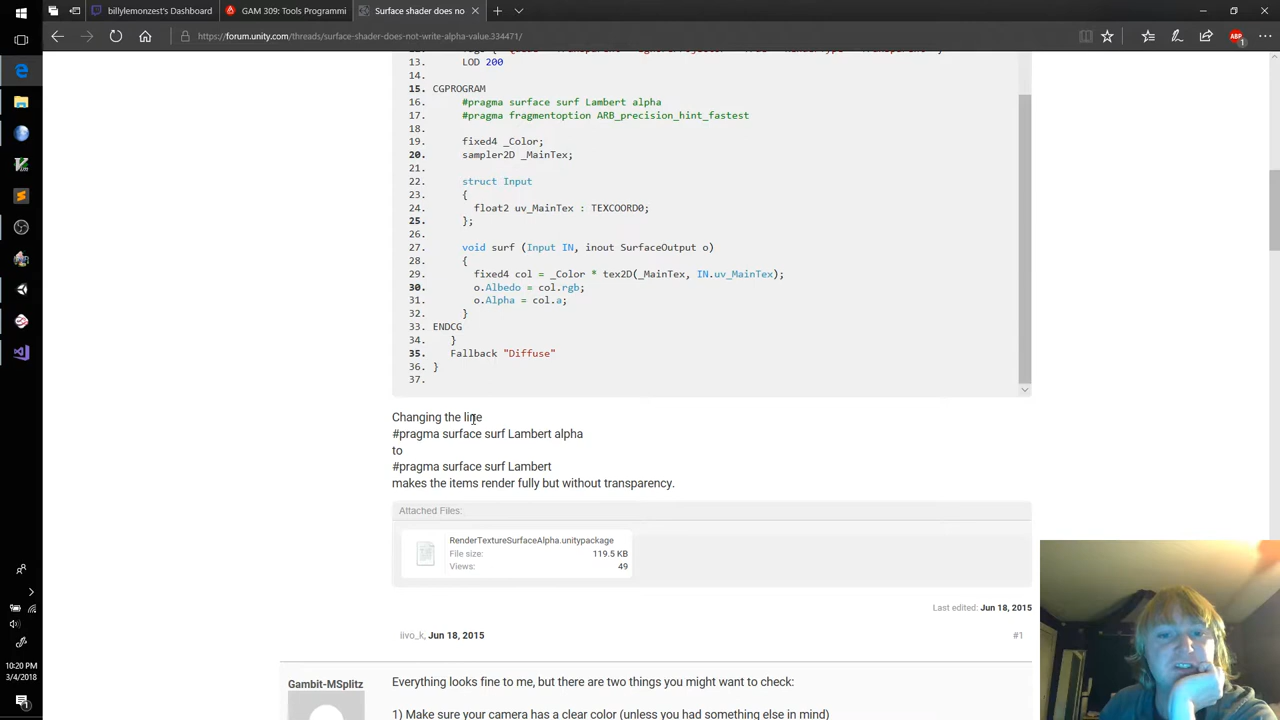 billylemonzest's Dashboard
GAM 309: Tools Programmi
Surface shader does no
https://forum.unity.com/threads/surface-shader-does-not-write-alpha-value.334471/
ABP
1
13. LOD 200
14.
15. CGPROGRAM
16. #pragma surface surf Lambert alpha
17. #pragma fragmentoption ARB_precision_hint_fastest
18.
19. fixed4 _Color;
20. sampler2D _MainTex;
21.
22. struct Input
23. {
24. float2 uv_MainTex : TEXCOORD0;
25. };
26.
27. void surf (Input IN, inout SurfaceOutput o)
28. {
29. fixed4 col = _Color * tex2D(_MainTex, IN.uv_MainTex);
30. o.Albedo = col.rgb;
31. o.Alpha = col.a;
32. }
33. ENDCG
34. }
35. Fallback "Diffuse"
36. }
37.
Changing the line
#pragma surface surf Lambert alpha
to
#pragma surface surf Lambert
makes the items render fully but without transparency.
Attached Files:
RenderTextureSurfaceAlpha.unitypackage
File size: 119.5 KB
Views: 49
Last edited: Jun 18, 2015
iivo_k, Jun 18, 2015 #1
Gambit-MSplitz
Everything looks fine to me, but there are two things you might want to check:
1) Make sure your camera has a clear color (unless you had something else in mind)
10:20 PM
3/4/2018